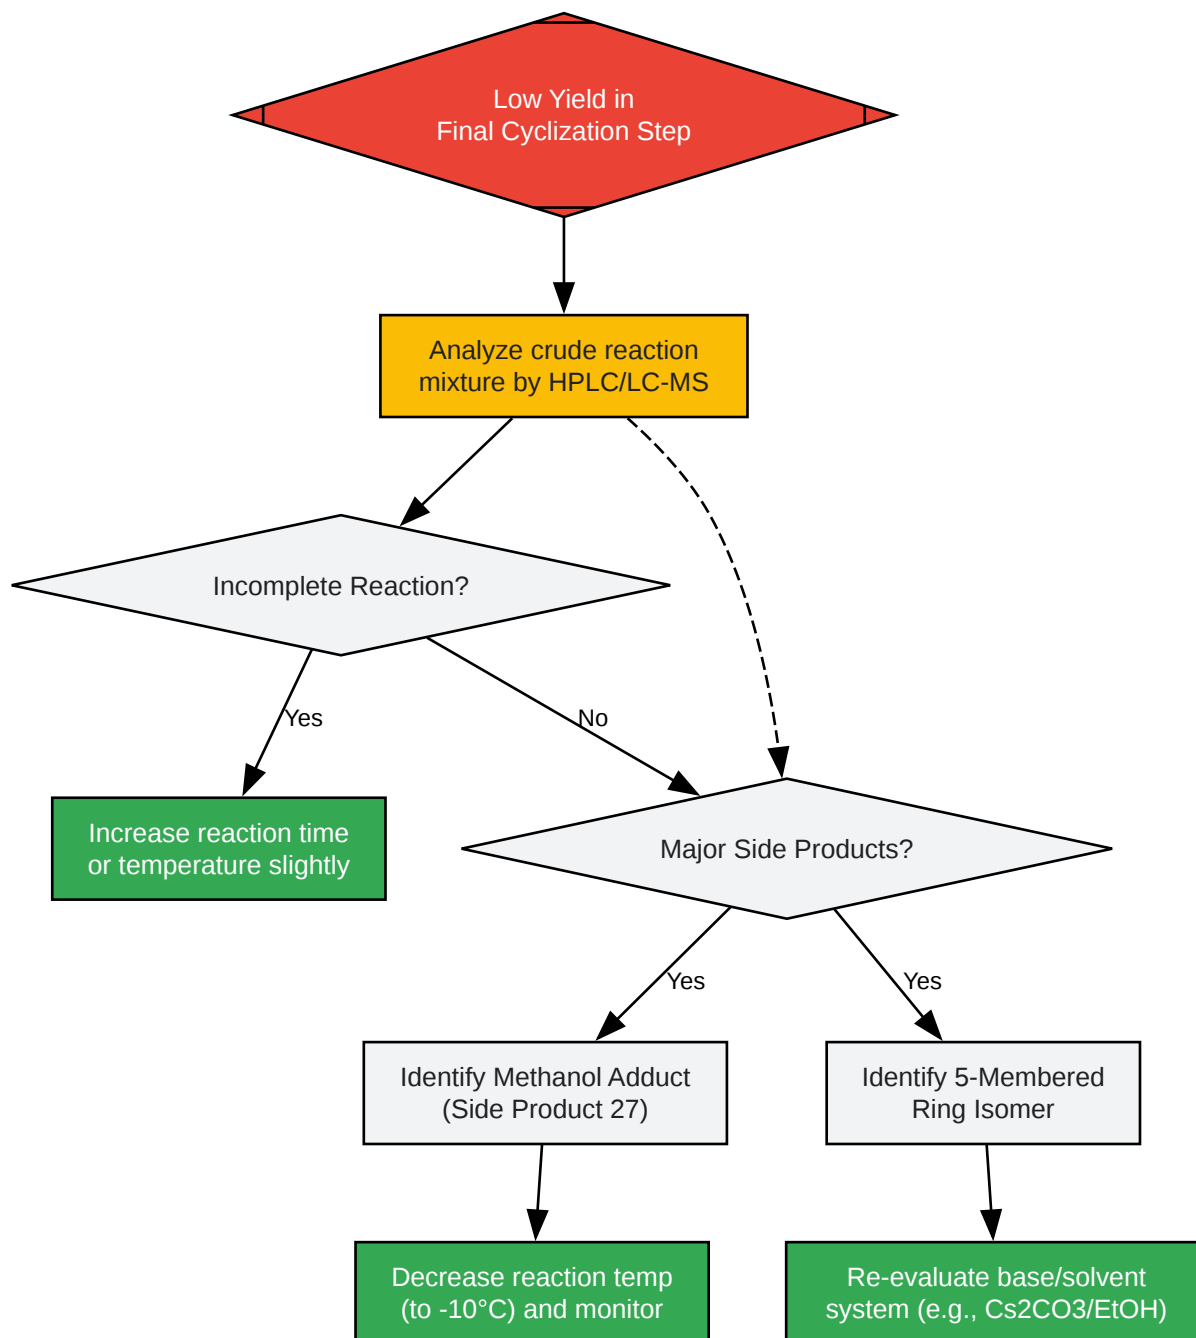 Low Yield in
Final Cyclization Step
Analyze crude reaction
mixture by HPLC/LC-MS
Incomplete Reaction?
Yes
No
Increase reaction time
or temperature slightly
Major Side Products?
Yes
Yes
Identify Methanol Adduct
(Side Product 27)
Identify 5-Membered
Ring Isomer
Decrease reaction temp
(to -10°C) and monitor
Re-evaluate base/solvent
system (e.g., Cs2CO3/EtOH)